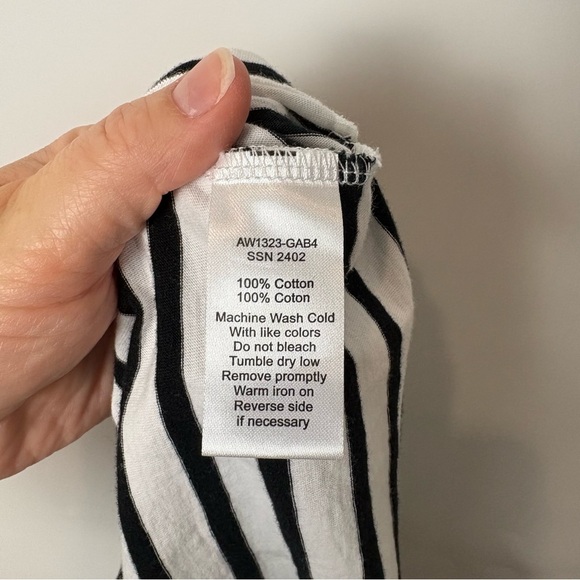 AW1323-GAB4
SSN 2402
100% Cotton
100% Coton
Machine Wash Cold
With like colors
Do not bleach
Tumble dry low
Remove promptly
Warm iron on
Reverse side
if necessary